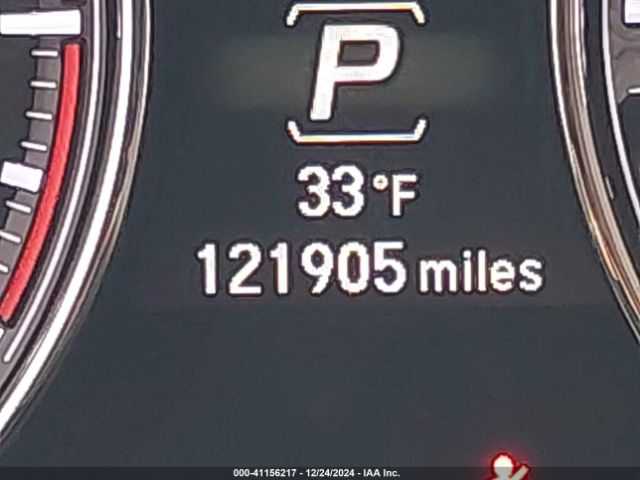 P
33°F
121905 miles
000-41156217 - 12/24/2024 - IAA Inc.